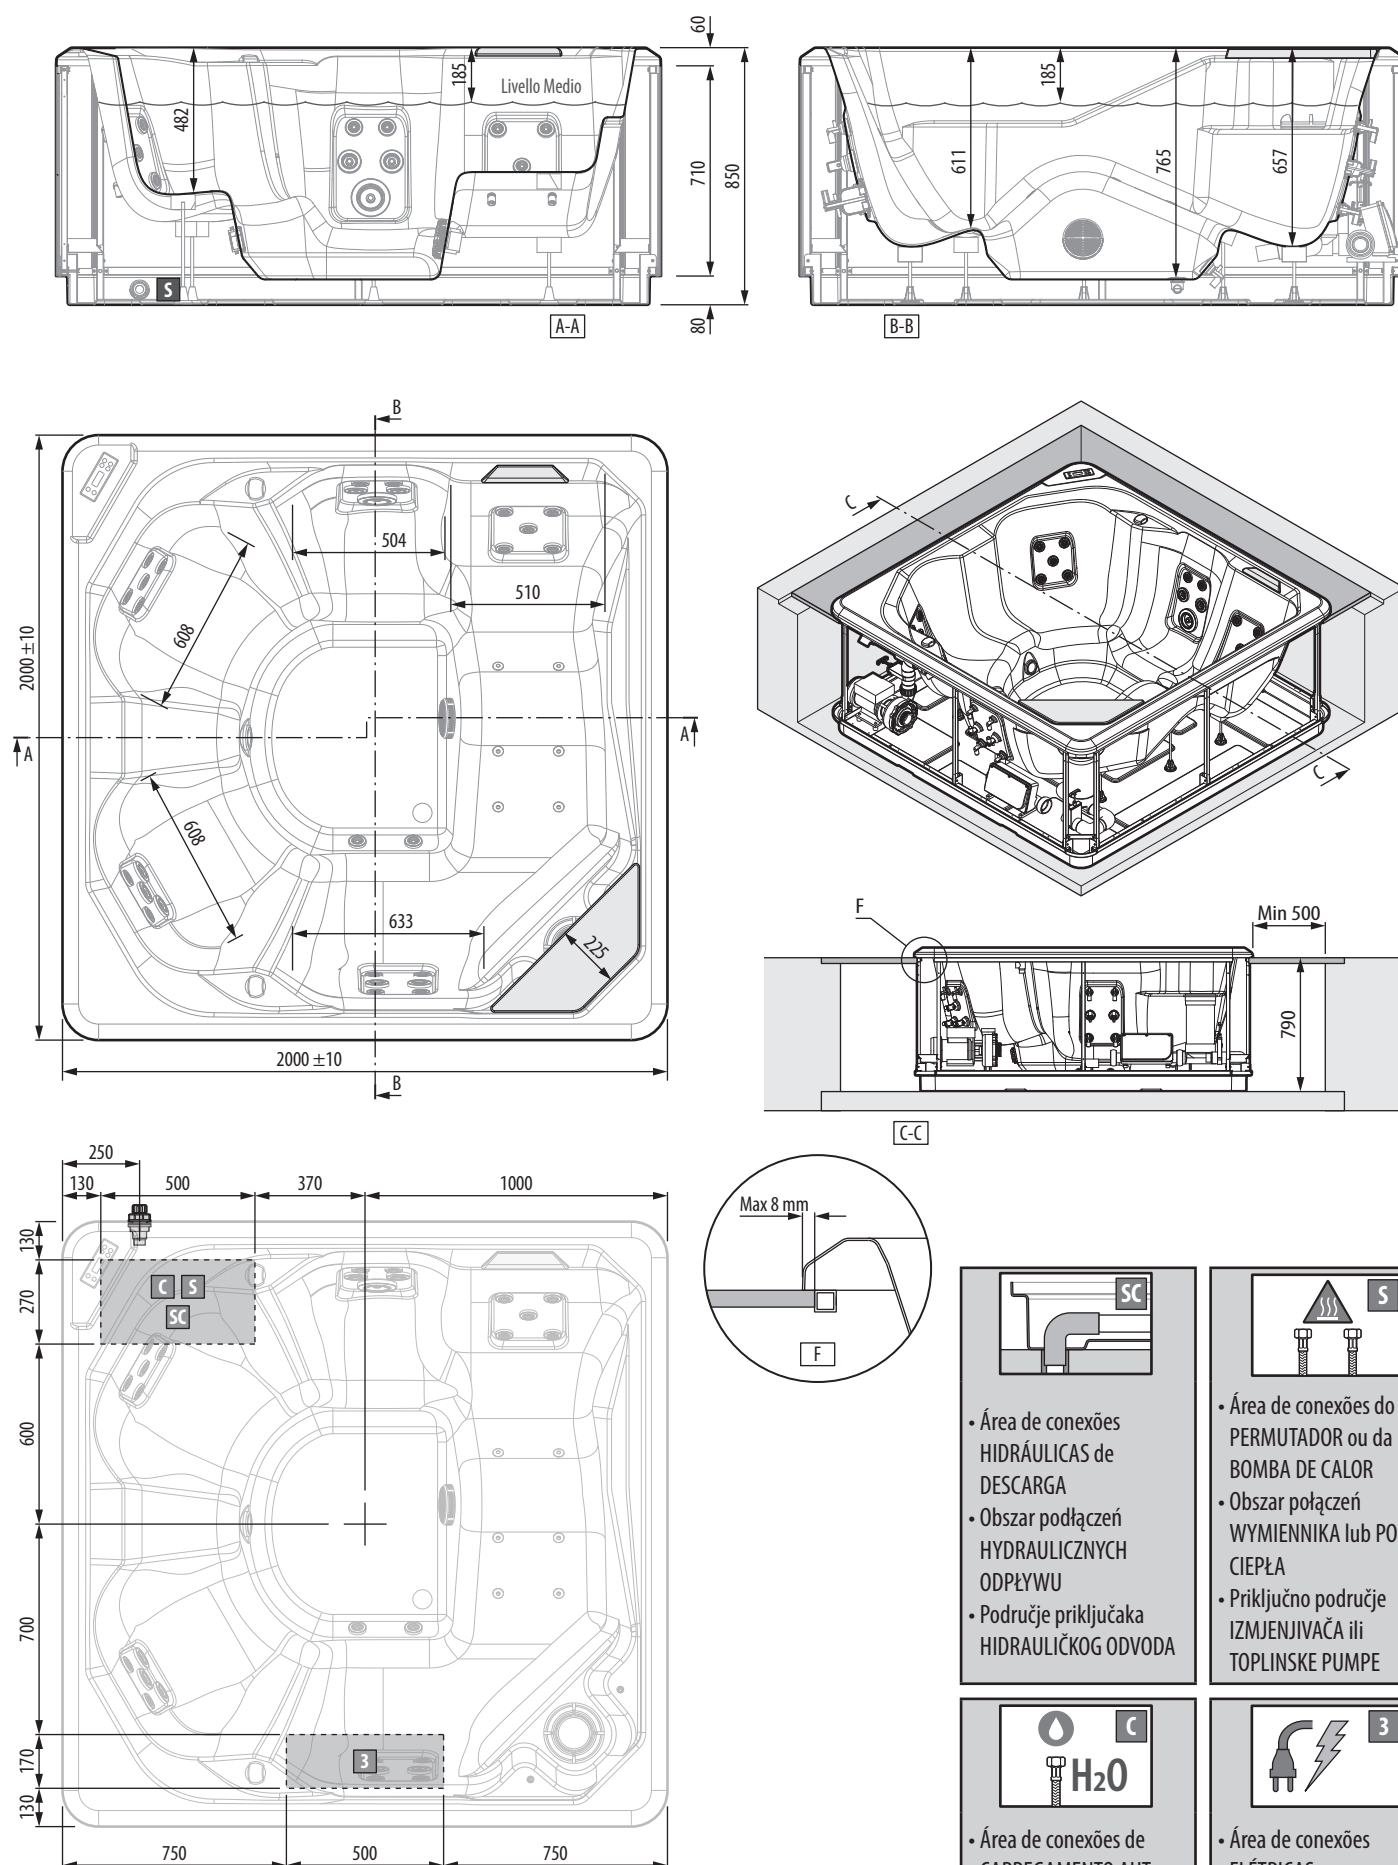 60
185
Livello Medio
482
710
850
S
A-A
80
185
611
765
657
B-B
B
504
510
608
2000 ±10
A
A
608
633
225
2000 ±10
B
C
C
F
Min 500
790
C-C
250
130
500
370
1000
130
270
C
S
SC
600
700
3
170
130
750
500
750
Max 8 mm
F
SC
• Área de conexões
HIDRÁULICAS de
DESCARGA
• Obszar podłączeń
HYDRAULICZNYCH
ODPŁYWU
• Područje priključaka
HIDRAULIČKOG ODVODA
S
• Área de conexões do
PERMUTADOR ou da
BOMBA DE CALOR
• Obszar połączeń
WYMIENNIKA lub PO
CIEPŁA
• Priključno područje
IZMJENJIVAČA ili
TOPLINSKE PUMPE
C
H2O
• Área de conexões de
3
• Área de conexões